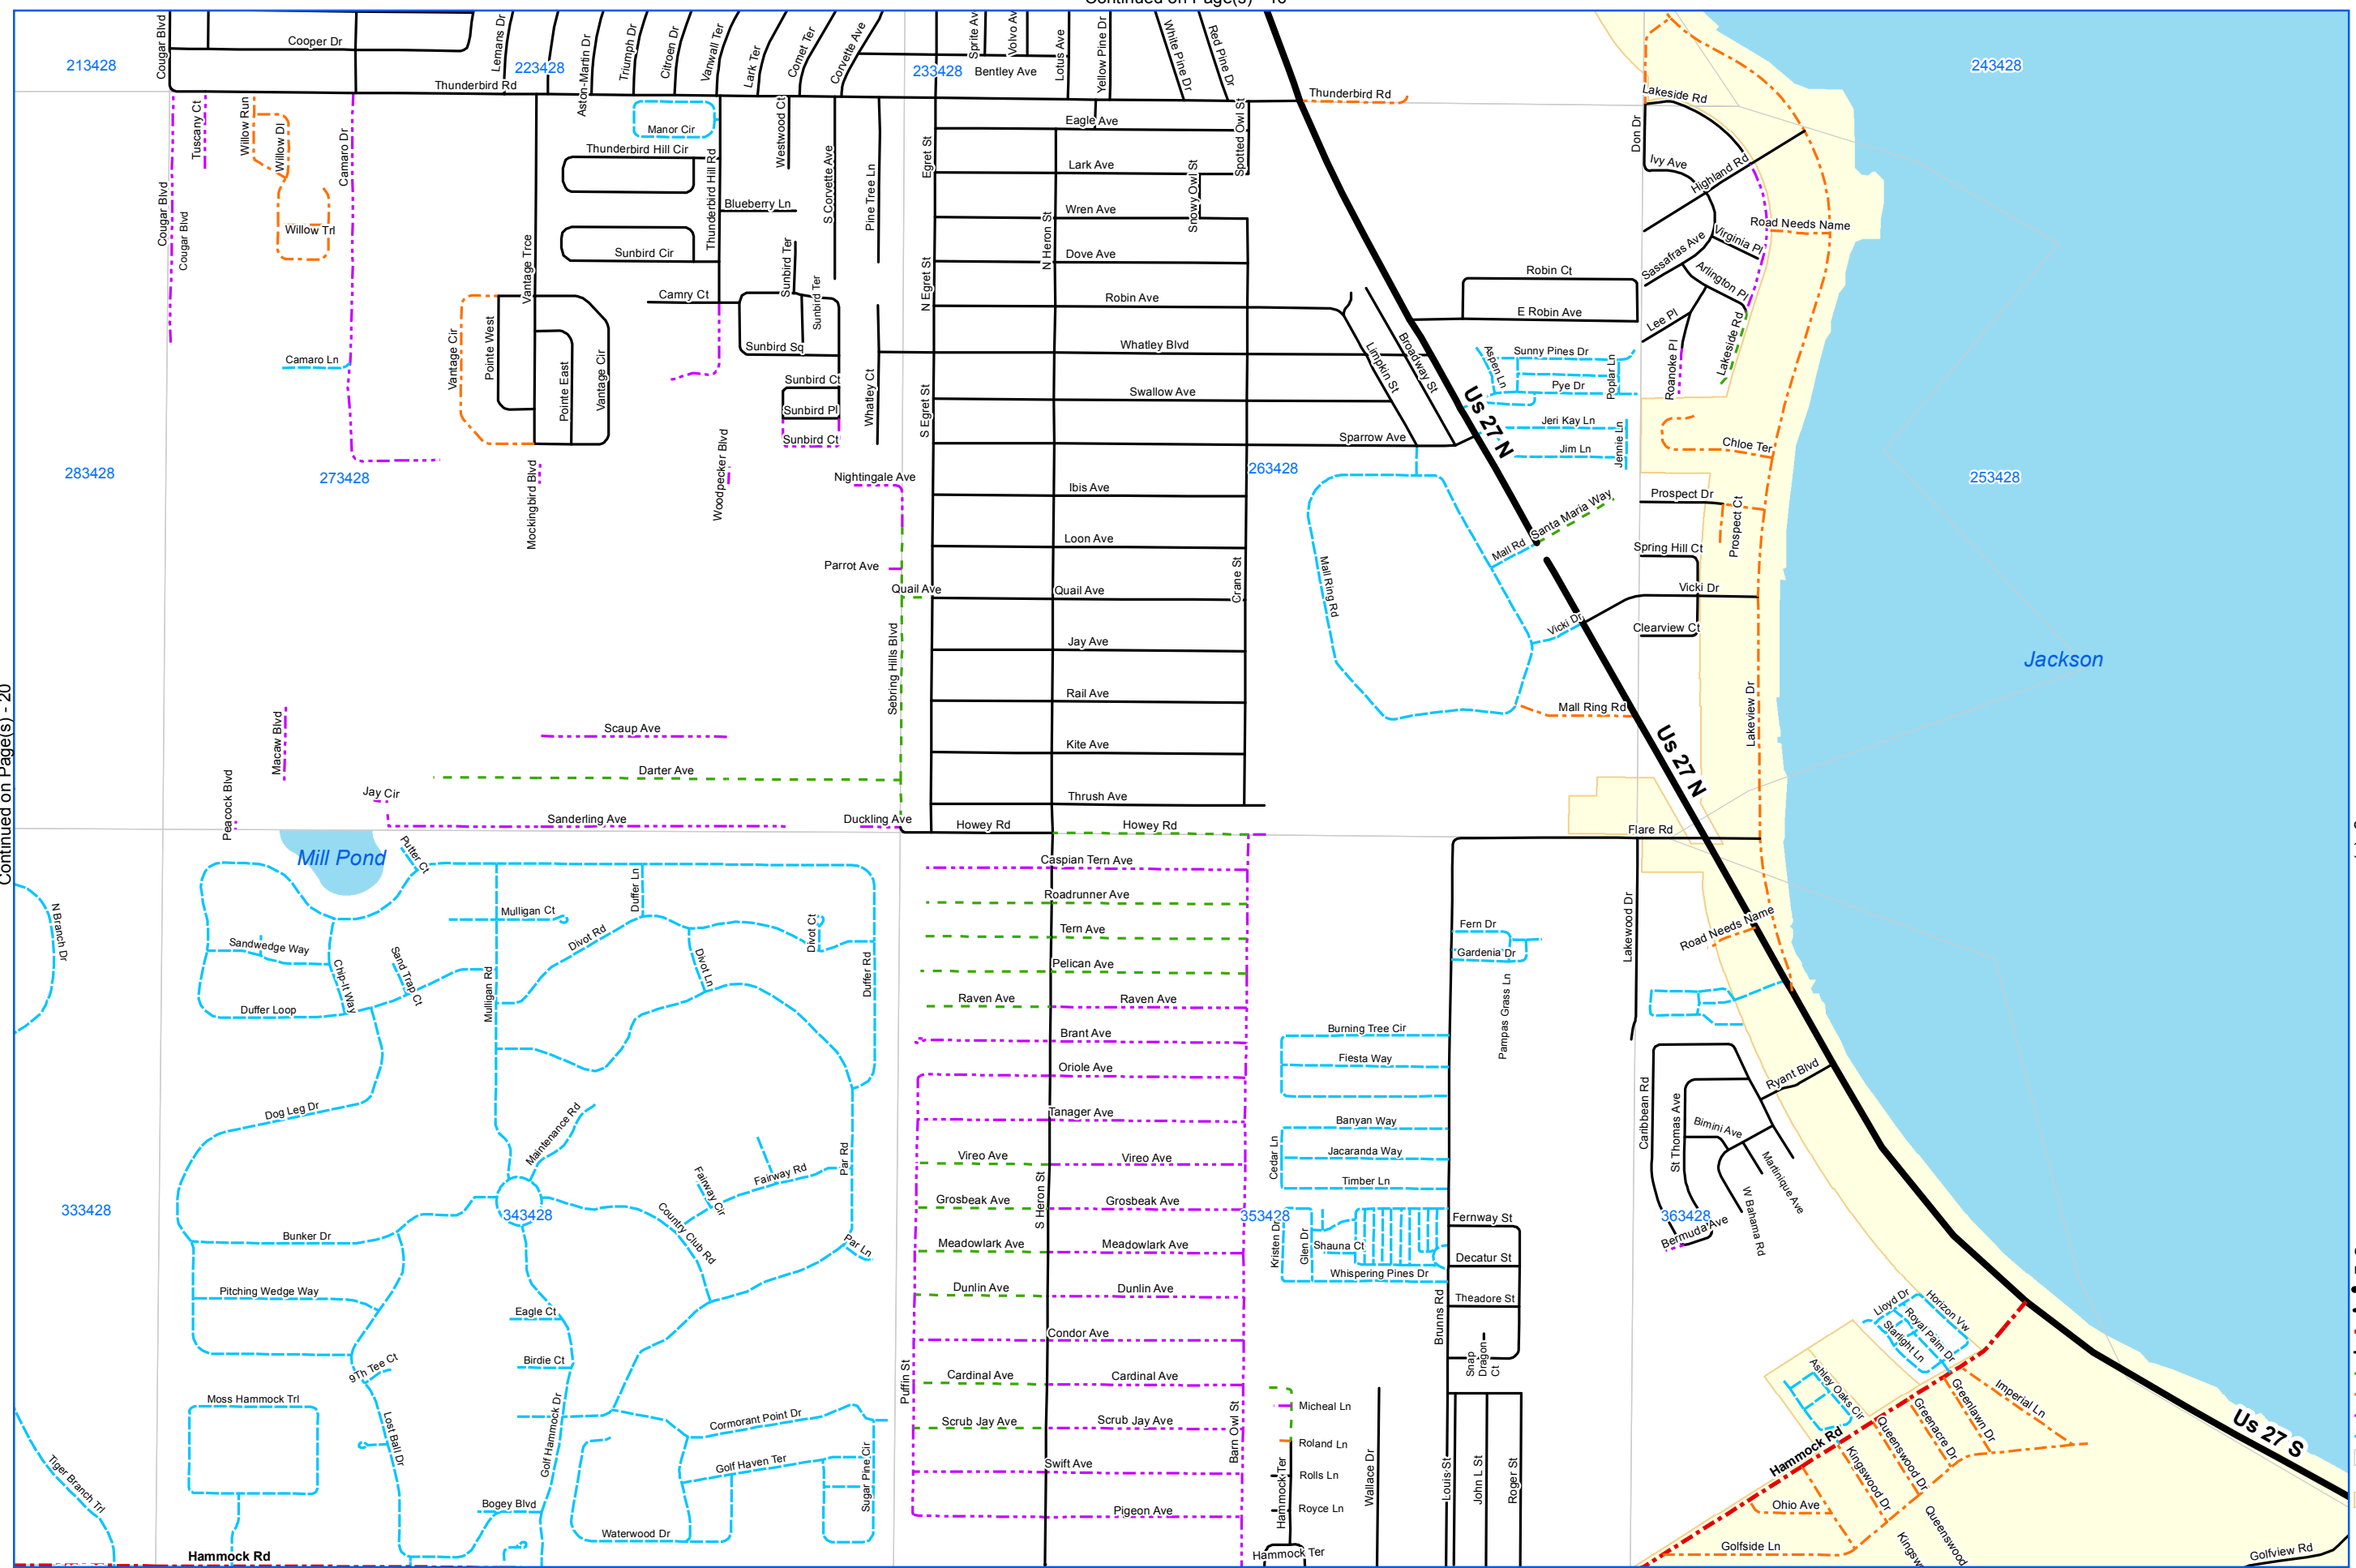 Cougar Blvd
Cooper Dr
Lemans Dr
Aston-Martin Dr
Triumph Dr
Citroen Dr
Vanwall Ter
Lark Ter
Comet Ter
Corvette Ave
Sprite Av
Volvo Av
Lotus Ave
Yellow Pine Dr
White Pine Dr
Red Pine Dr
213428
223428
233428
243428
Bentley Ave
Thunderbird Rd
Thunderbird Rd
Lakeside Rd
Tuscany Ct
Willow Run
Willow Dl
Camaro Dr
Manor Cir
Westwood Ct
Eagle Ave
Spotted Owl St
Don Dr
Thunderbird Hill Cir
Thunderbird Hill Rd
S Corvette Ave
Pine Tree Ln
Egret St
Lark Ave
Snowy Owl St
Ivy Ave
Highland Rd
Cougar Blvd
Cougar Blvd
Willow Trl
Blueberry Ln
Wren Ave
N Heron St
Road Needs Name
Virginia Pl
Sassafras Ave
Arlington Pl
Vantage Trce
Sunbird Cir
Sunbird Ter
Sunbird Ter
Dove Ave
Robin Ct
Camry Ct
N Egret St
Robin Ave
E Robin Ave
Lee Pl
Lakeside Rd
Roanoke Pl
Camaro Ln
Vantage Cir
Pointe West
Pointe East
Vantage Cir
Sunbird Sq
Sunbird Ct
Sunbird Pl
Sunbird Ct
Whatley Ct
Whatley Blvd
Limpkin St
Broadway St
Aspen Ln
Sunny Pines Dr
Poplar Ln
Pye Dr
S Egret St
Swallow Ave
Us 27 N
Sparrow Ave
Jeri Kay Ln
Jim Ln
Jennie Ln
Chloe Ter
283428
273428
263428
253428
Mockingbird Blvd
Woodpecker Blvd
Nightingale Ave
Ibis Ave
Prospect Dr
Prospect Ct
Santa Maria Way
Mall Rd
Loon Ave
Spring Hill Ct
Parrot Ave
Quail Ave
Quail Ave
Crane St
Mall Ring Rd
Vicki Dr
Vicki Dr
Clearview Ct
Jay Ave
Jackson
Sebring Hills Blvd
Rail Ave
Mall Ring Rd
Lakeview Dr
Us 27 N
Continued on Page(s) - 20
Macaw Blvd
Scaup Ave
Kite Ave
Peacock Blvd
Darter Ave
Jay Cir
Thrush Ave
Sanderling Ave
Duckling Ave
Howey Rd
Howey Rd
Flare Rd
Mill Pond
Putter Ct
Caspian Tern Ave
Duffer Ln
Roadrunner Ave
N Branch Dr
Mulligan Ct
Divot Rd
Divot Ct
Tern Ave
Fern Dr
Lakewood Dr
Road Needs Name
Sandwedge Way
Chip-It Way
Sand Trap Ct
Mulligan Rd
Divot Ln
Duffer Rd
Pelican Ave
Gardenia Dr
Duffer Loop
Raven Ave
Raven Ave
Pampas Grass Ln
Brant Ave
Burning Tree Cir
Oriole Ave
Fiesta Way
Dog Leg Dr
Tanager Ave
Banyan Way
Caribbean Rd
St Thomas Ave
Ryant Blvd
Bimini Ave
Maintenance Rd
Fairway Cir
Fairway Rd
Par Rd
Vireo Ave
Vireo Ave
Cedar Ln
Jacaranda Way
Martinique Ave
Timber Ln
W Bahama Rd
333428
343428
353428
363428
Grosbeak Ave
Grosbeak Ave
S Heron St
Fernway St
Bermuda Ave
Bunker Dr
Country Club Rd
Par Ln
Meadowlark Ave
Meadowlark Ave
Kristen Dr
Glen Dr
Shauna Ct
Decatur St
Whispering Pines Dr
Pitching Wedge Way
Dunlin Ave
Dunlin Ave
Theadore St
Brunns Rd
Eagle Ct
Lloyd Dr
Horizon Vw
Royal Palm Dr
Starlight Ln
Condor Ave
Birdie Ct
9Th Tee Ct
Puffin St
Cardinal Ave
Cardinal Ave
Snap
Dragon
Ct
Ashley Oaks Cir
Greenlawn Dr
Imperial Ln
Moss Hammock Trl
Micheal Ln
Greenacre Dr
Queenswood Dr
Lost Ball Dr
Golf Hammock Dr
Cormorant Point Dr
Scrub Jay Ave
Scrub Jay Ave
Barn Owl St
Roland Ln
Us 27 S
Hammock Rd
Golf Haven Ter
Sugar Pine Cir
Swift Ave
Hammock Ter
Rolls Ln
Wallace Dr
Louis St
John L St
Roger St
Kingswood Dr
Tiger Branch Trl
Bogey Blvd
Waterwood Dr
Pigeon Ave
Royce Ln
Ohio Ave
Queenswood
Hammock Rd
Hammock Ter
Golfside Ln
Golfview Rd